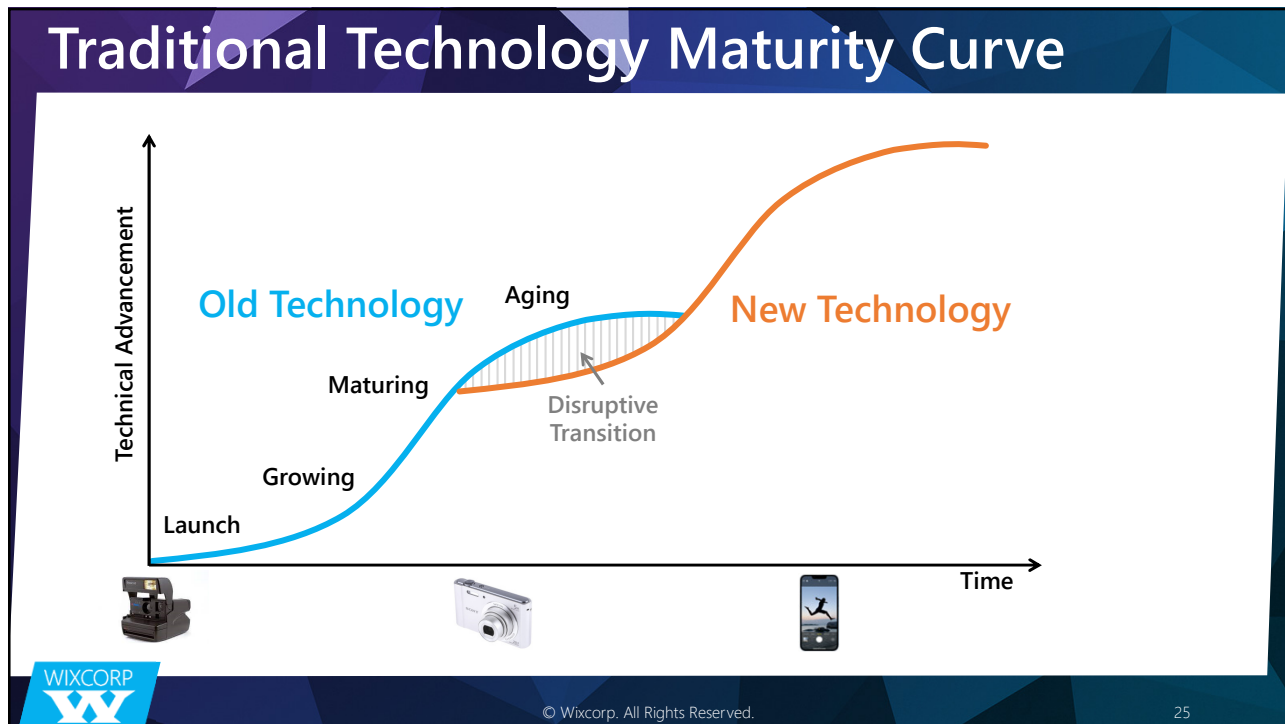 Traditional Technology Maturity Curve
Technical Advancement
Old Technology
Aging
New Technology
Maturing
Disruptive
Transition
Growing
Launch
Time
WIXCORP
W
© Wixcorp. All Rights Reserved.
25